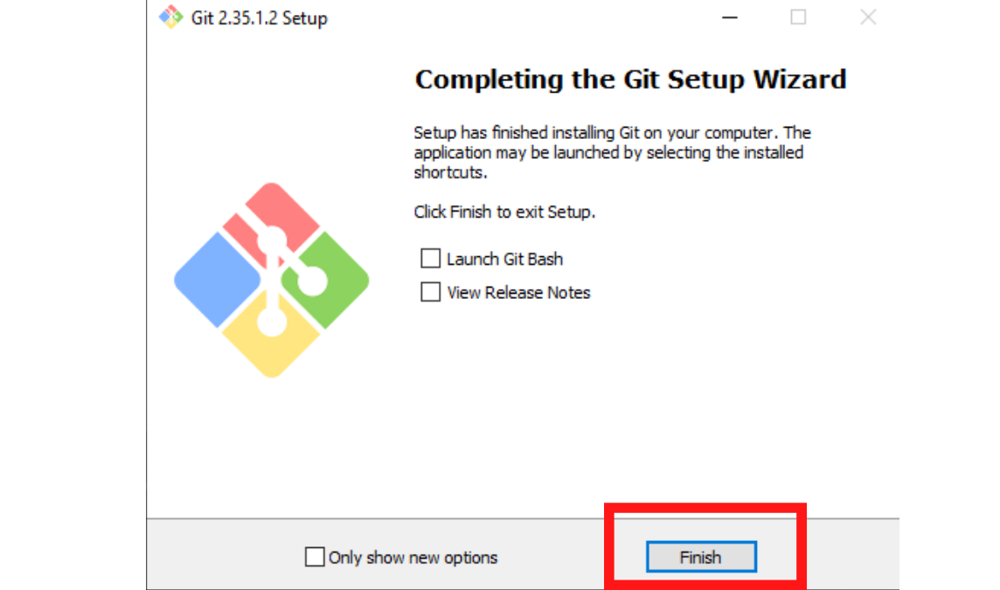 Git 2.35.1.2 Setup
Completing the Git Setup Wizard
Setup has finished installing Git on your computer. The
application may be launched by selecting the installed
shortcuts.
Click Finish to exit Setup.
Launch Git Bash
View Release Notes
Only show new options
Finish